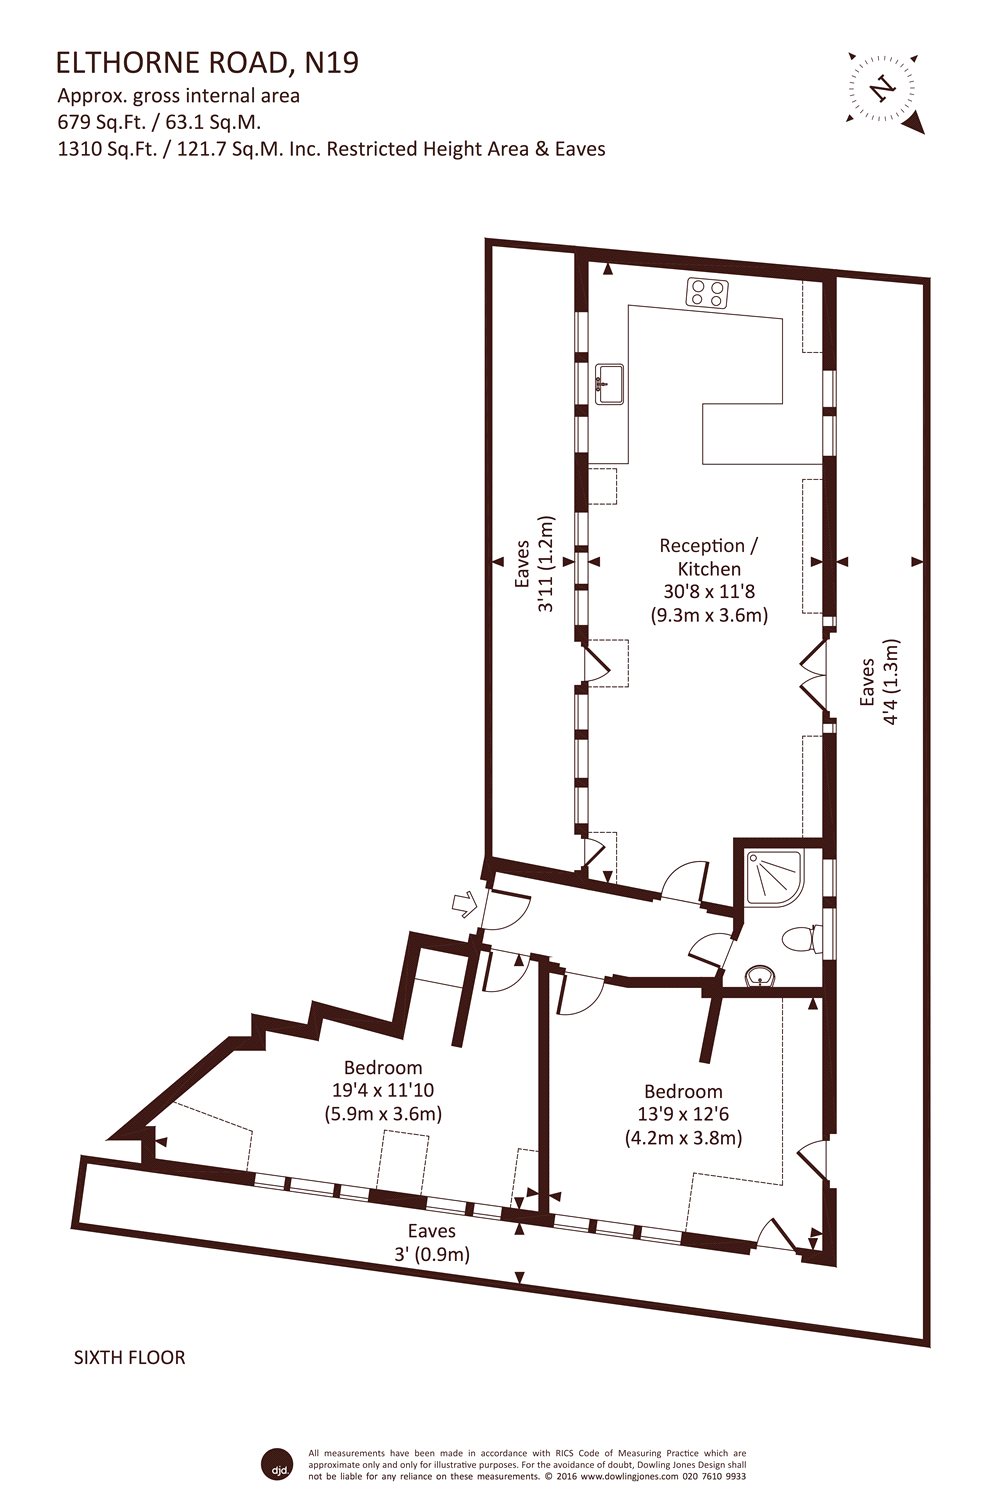 ELTHORNE ROAD, N19
Approx. gross internal area
679 Sq.Ft. / 63.1 Sq.M.
1310 Sq.Ft. / 121.7 Sq.M. Inc. Restricted Height Area & Eaves
N
Eaves
3'11 (1.2m)
Reception /
Kitchen
30'8 x 11'8
(9.3m x 3.6m)
Eaves
4'4 (1.3m)
Bedroom
19'4 x 11'10
(5.9m x 3.6m)
Bedroom
13'9 x 12'6
(4.2m x 3.8m)
Eaves
3' (0.9m)
SIXTH FLOOR
djd.
All measurements have been made in accordance with RICS Code of Measuring Practice which are
approximate only and only for illustrative purposes. For the avoidance of doubt, Dowling Jones Design shall
not be liable for any reliance on these measurements. © 2016 www.dowlingjones.com 020 7610 9933